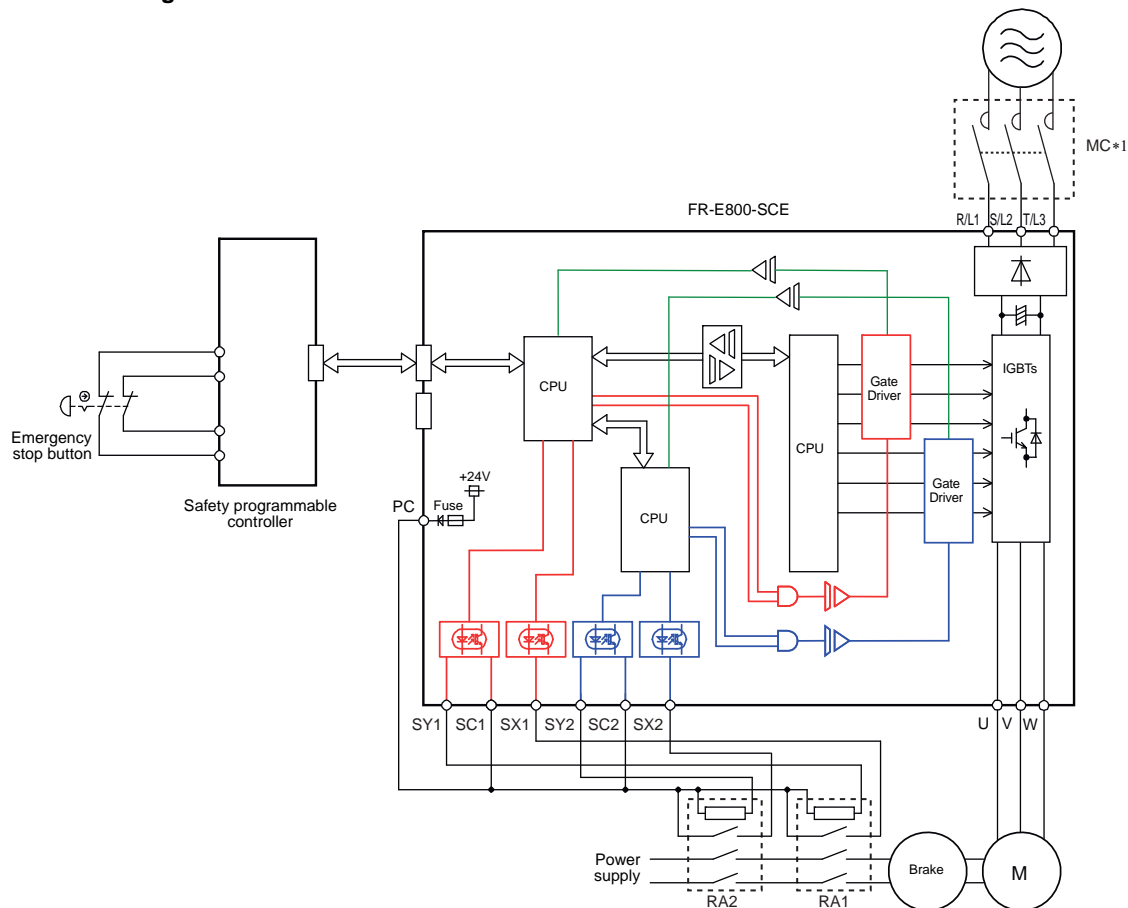 MC*1
FR-E800-SCE
R/L1 S/L2 T/L3
CPU
Gate
Driver
IGBTs
CPU
Gate
Driver
CPU
Emergency
stop button
Safety programmable
controller
+24V
PC
Fuse
SY1 SC1 SX1 SY2 SC2 SX2
U V W
Power
supply
RA2
RA1
Brake
M